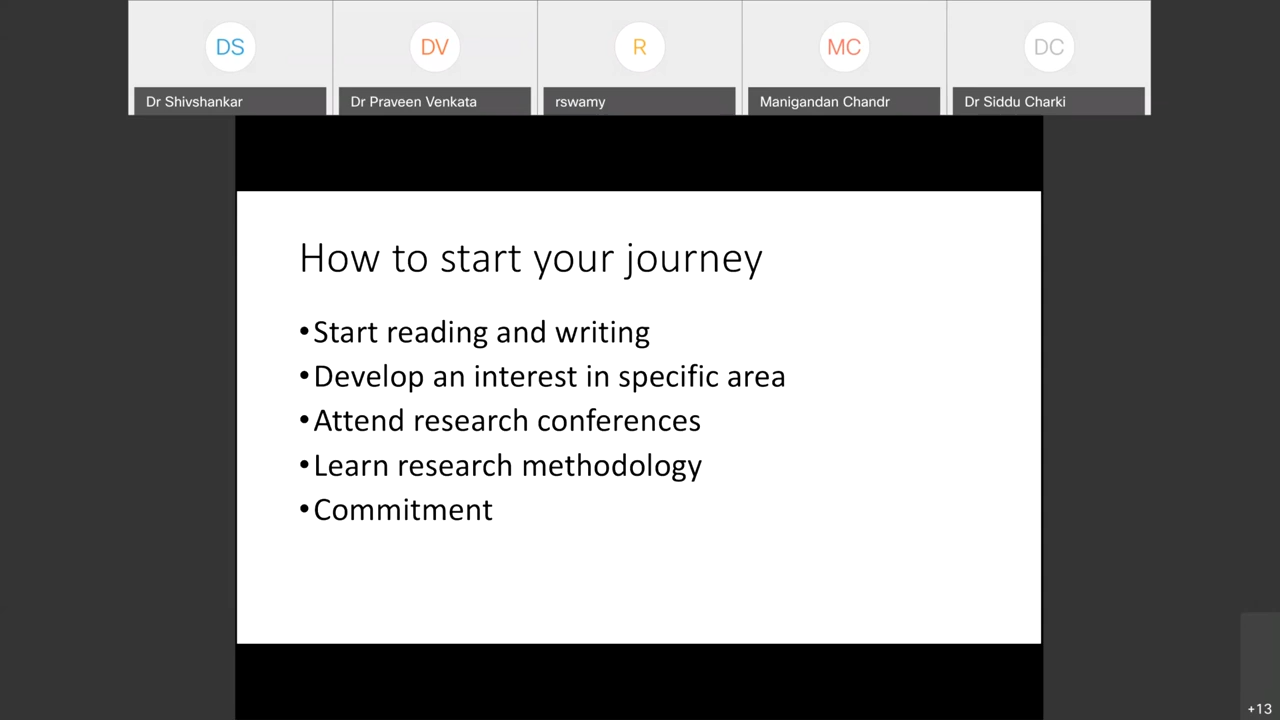 DS
DV
R
MC
DC
Dr Shivshankar
Dr Praveen Venkata
rswamy
Manigandan Chandr
Dr Siddu Charki
How to start your journey
•Start reading and writing
•Develop an interest in specific area
•Attend research conferences
•Learn research methodology
•Commitment
+13